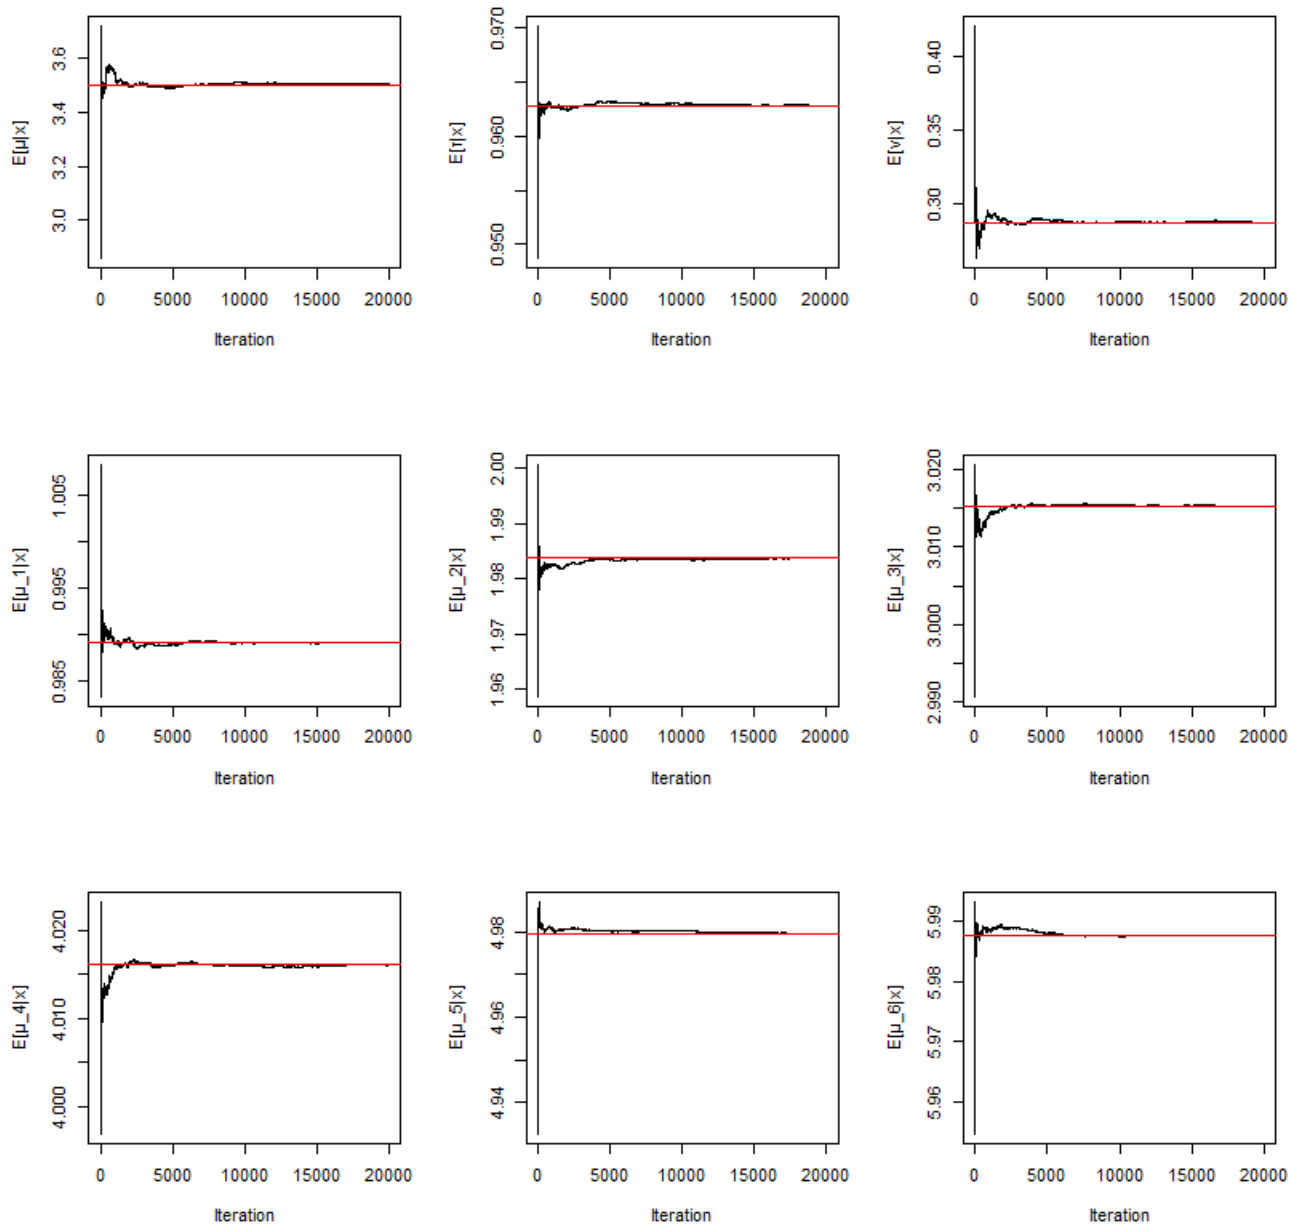 E[μ|x]
3.0 3.2 3.4 3.6
0 5000 10000 15000 20000
Iteration
E[τ|x]
0.950 0.960 0.970
0 5000 10000 15000 20000
Iteration
E[ν|x]
0.30 0.35 0.40
0 5000 10000 15000 20000
Iteration
E[μ_1|x]
0.985 0.995 1.005
0 5000 10000 15000 20000
Iteration
E[μ_2|x]
1.96 1.97 1.98 1.99 2.00
0 5000 10000 15000 20000
Iteration
E[μ_3|x]
2.990 3.000 3.010 3.020
0 5000 10000 15000 20000
Iteration
E[μ_4|x]
4.000 4.010 4.020
0 5000 10000 15000 20000
Iteration
E[μ_5|x]
4.94 4.96 4.98
0 5000 10000 15000 20000
Iteration
E[μ_6|x]
5.96 5.97 5.98 5.99
0 5000 10000 15000 20000
Iteration